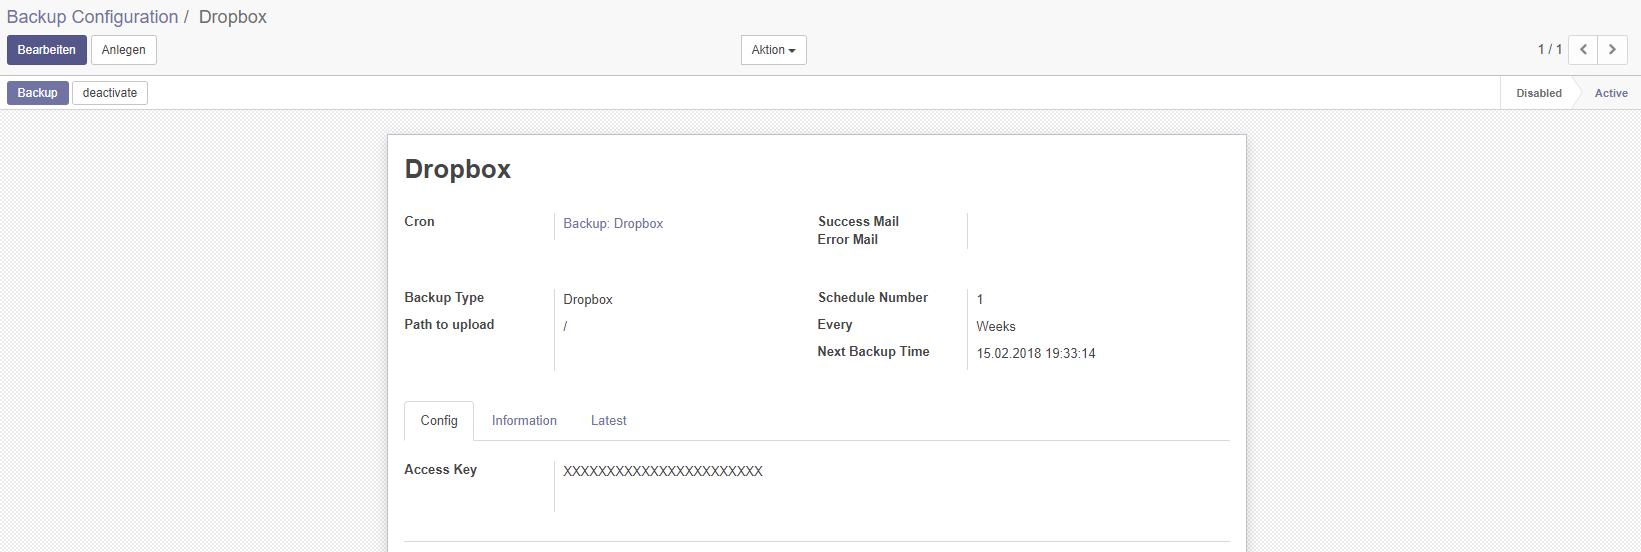 Backup Configuration / Dropbox
Bearbeiten Anlegen Aktion 1 / 1
Backup deactivate Disabled Active
Dropbox
Cron Backup: Dropbox Success Mail
Error Mail
Backup Type Dropbox Schedule Number 1
Path to upload / Every Weeks
Next Backup Time 15.02.2018 19:33:14
Config Information Latest
Access Key XXXXXXXXXXXXXXXXXXXXXXX